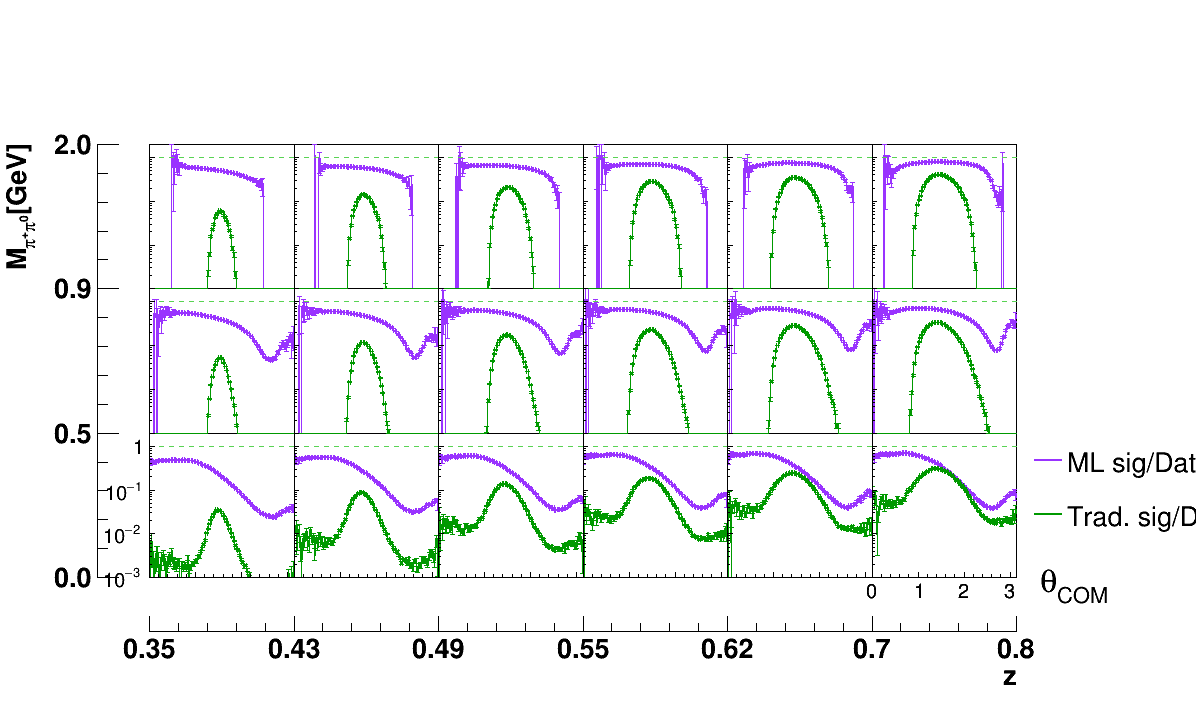 M_π⁺π⁰[GeV]
2.0
0.9
0.5
0.0
1
10⁻¹
10⁻²
10⁻³
ML sig/Dat
Trad. sig/D
0 1 2 3
θ_COM
0.35 0.43 0.49 0.55 0.62 0.7 0.8
z